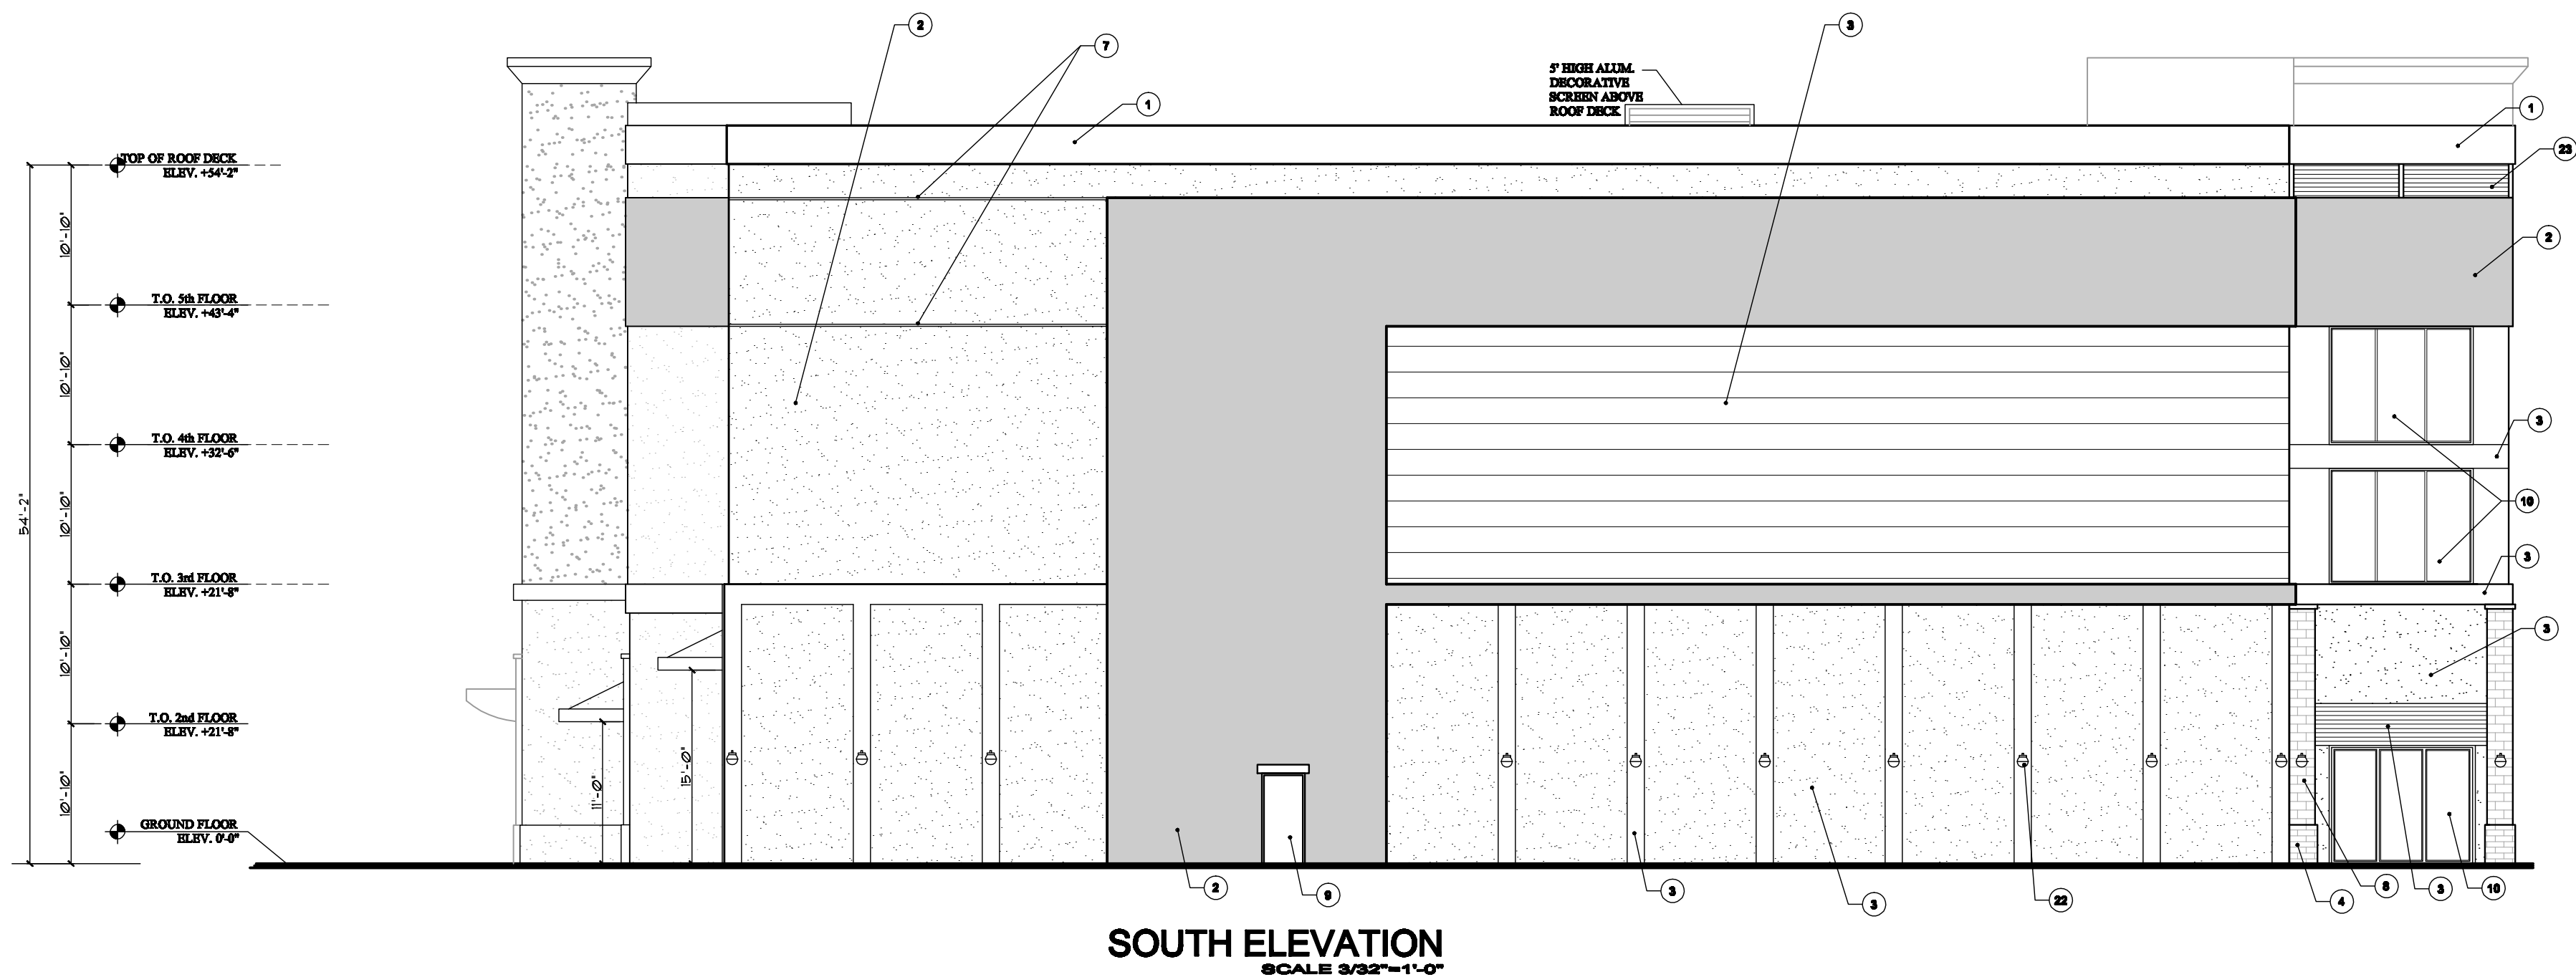 2
7
3
5' HIGH ALUM.
DECORATIVE
SCREEN ABOVE
ROOF DECK
1
1
23
TOP OF ROOF DECK
ELEV. +54'-2"
10'-10"
2
T.O. 5th FLOOR
ELEV. +43'-4"
10'-10"
3
T.O. 4th FLOOR
ELEV. +32'-6"
54'-2"
10'-10"
10
3
T.O. 3rd FLOOR
ELEV. +21'-8"
3
10'-10"
T.O. 2nd FLOOR
ELEV. +21'-8"
10'-10"
11'-0"
15'-0"
GROUND FLOOR
ELEV. 0'-0"
2
9
3
3
22
4
8
3
10
SOUTH ELEVATION
SCALE 3/32"=1'-0"